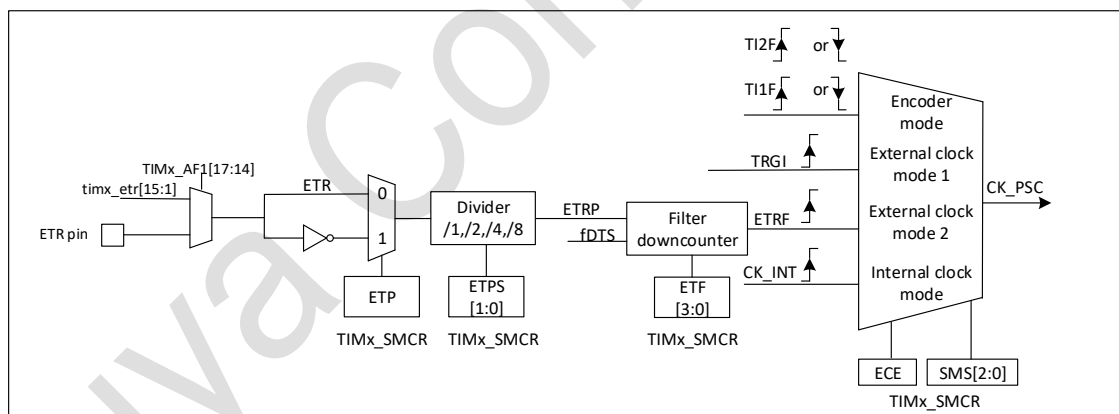 TI2F or
TI1F or
Encoder
mode
TIMx_AF1[17:14]
timx_etr[15:1]
ETR
0
TRGI
External clock
mode 1
CK_PSC
ETR pin
1
Divider
/1,/2,/4,/8
ETRP
fDTS
Filter
downcounter
ETRF
External clock
mode 2
CK_INT
Internal clock
mode
ETP
ETPS
[1:0]
ETF
[3:0]
TIMx_SMCR
TIMx_SMCR
TIMx_SMCR
ECE
SMS[2:0]
TIMx_SMCR